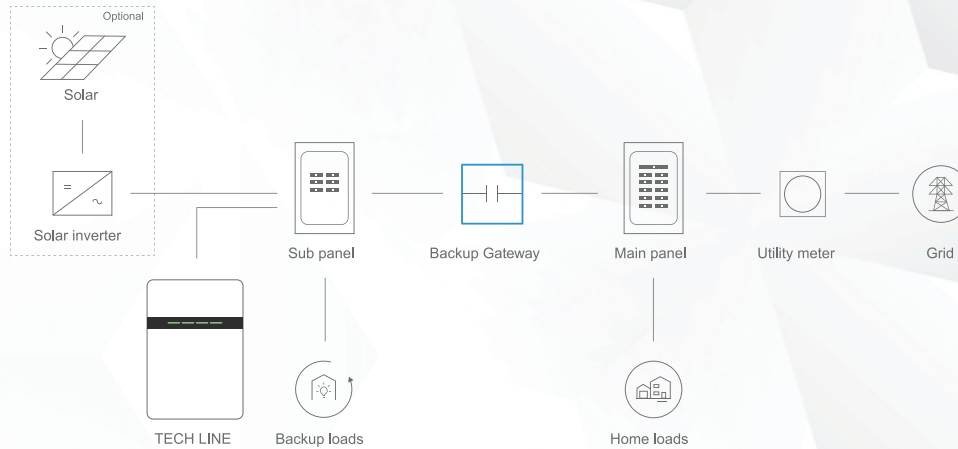 Optional
Solar
Solar inverter
Sub panel
Backup Gateway
Main panel
Utility meter
Grid
TECH LINE
Backup loads
Home loads